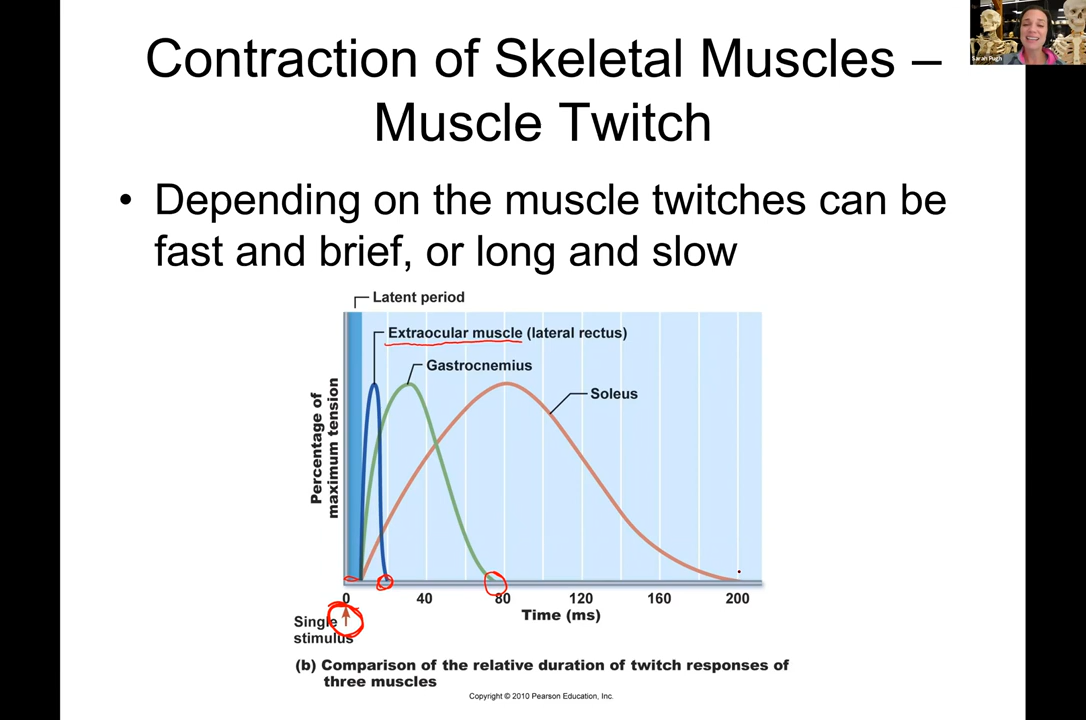 Contraction of Skeletal Muscles –
Muscle Twitch
Sarah Pugh
• Depending on the muscle twitches can be
fast and brief, or long and slow
Latent period
Extraocular muscle (lateral rectus)
Gastrocnemius
Soleus
Percentage of
maximum tension
0 40 80 120 160 200
Time (ms)
Single
stimulus
(b) Comparison of the relative duration of twitch responses of
three muscles
Copyright © 2010 Pearson Education, Inc.